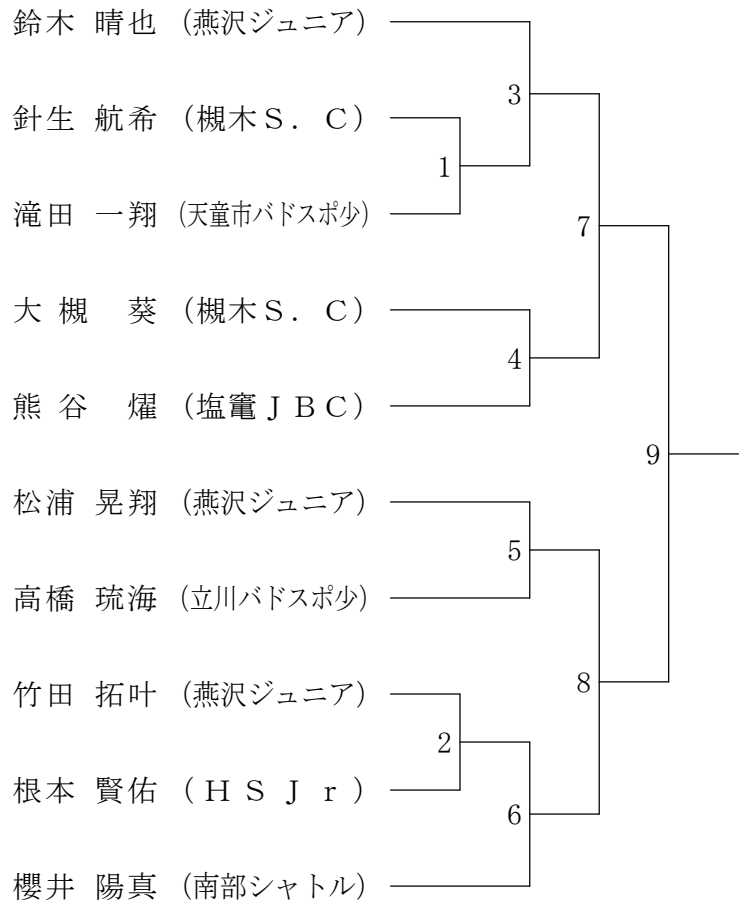 鈴木 晴也 (燕沢ジュニア)
3
針生 航希 (槻木Ｓ．Ｃ)
1
滝田 一翔 (天童市バドスポ少)
7
大槻 葵 (槻木Ｓ．Ｃ)
4
熊谷 燿 (塩竃ＪＢＣ)
9
松浦 晃翔 (燕沢ジュニア)
5
高橋 琉海 (立川バドスポ少)
8
竹田 拓叶 (燕沢ジュニア)
2
根本 賢佑 (ＨＳＪｒ)
6
櫻井 陽真 (南部シャトル)